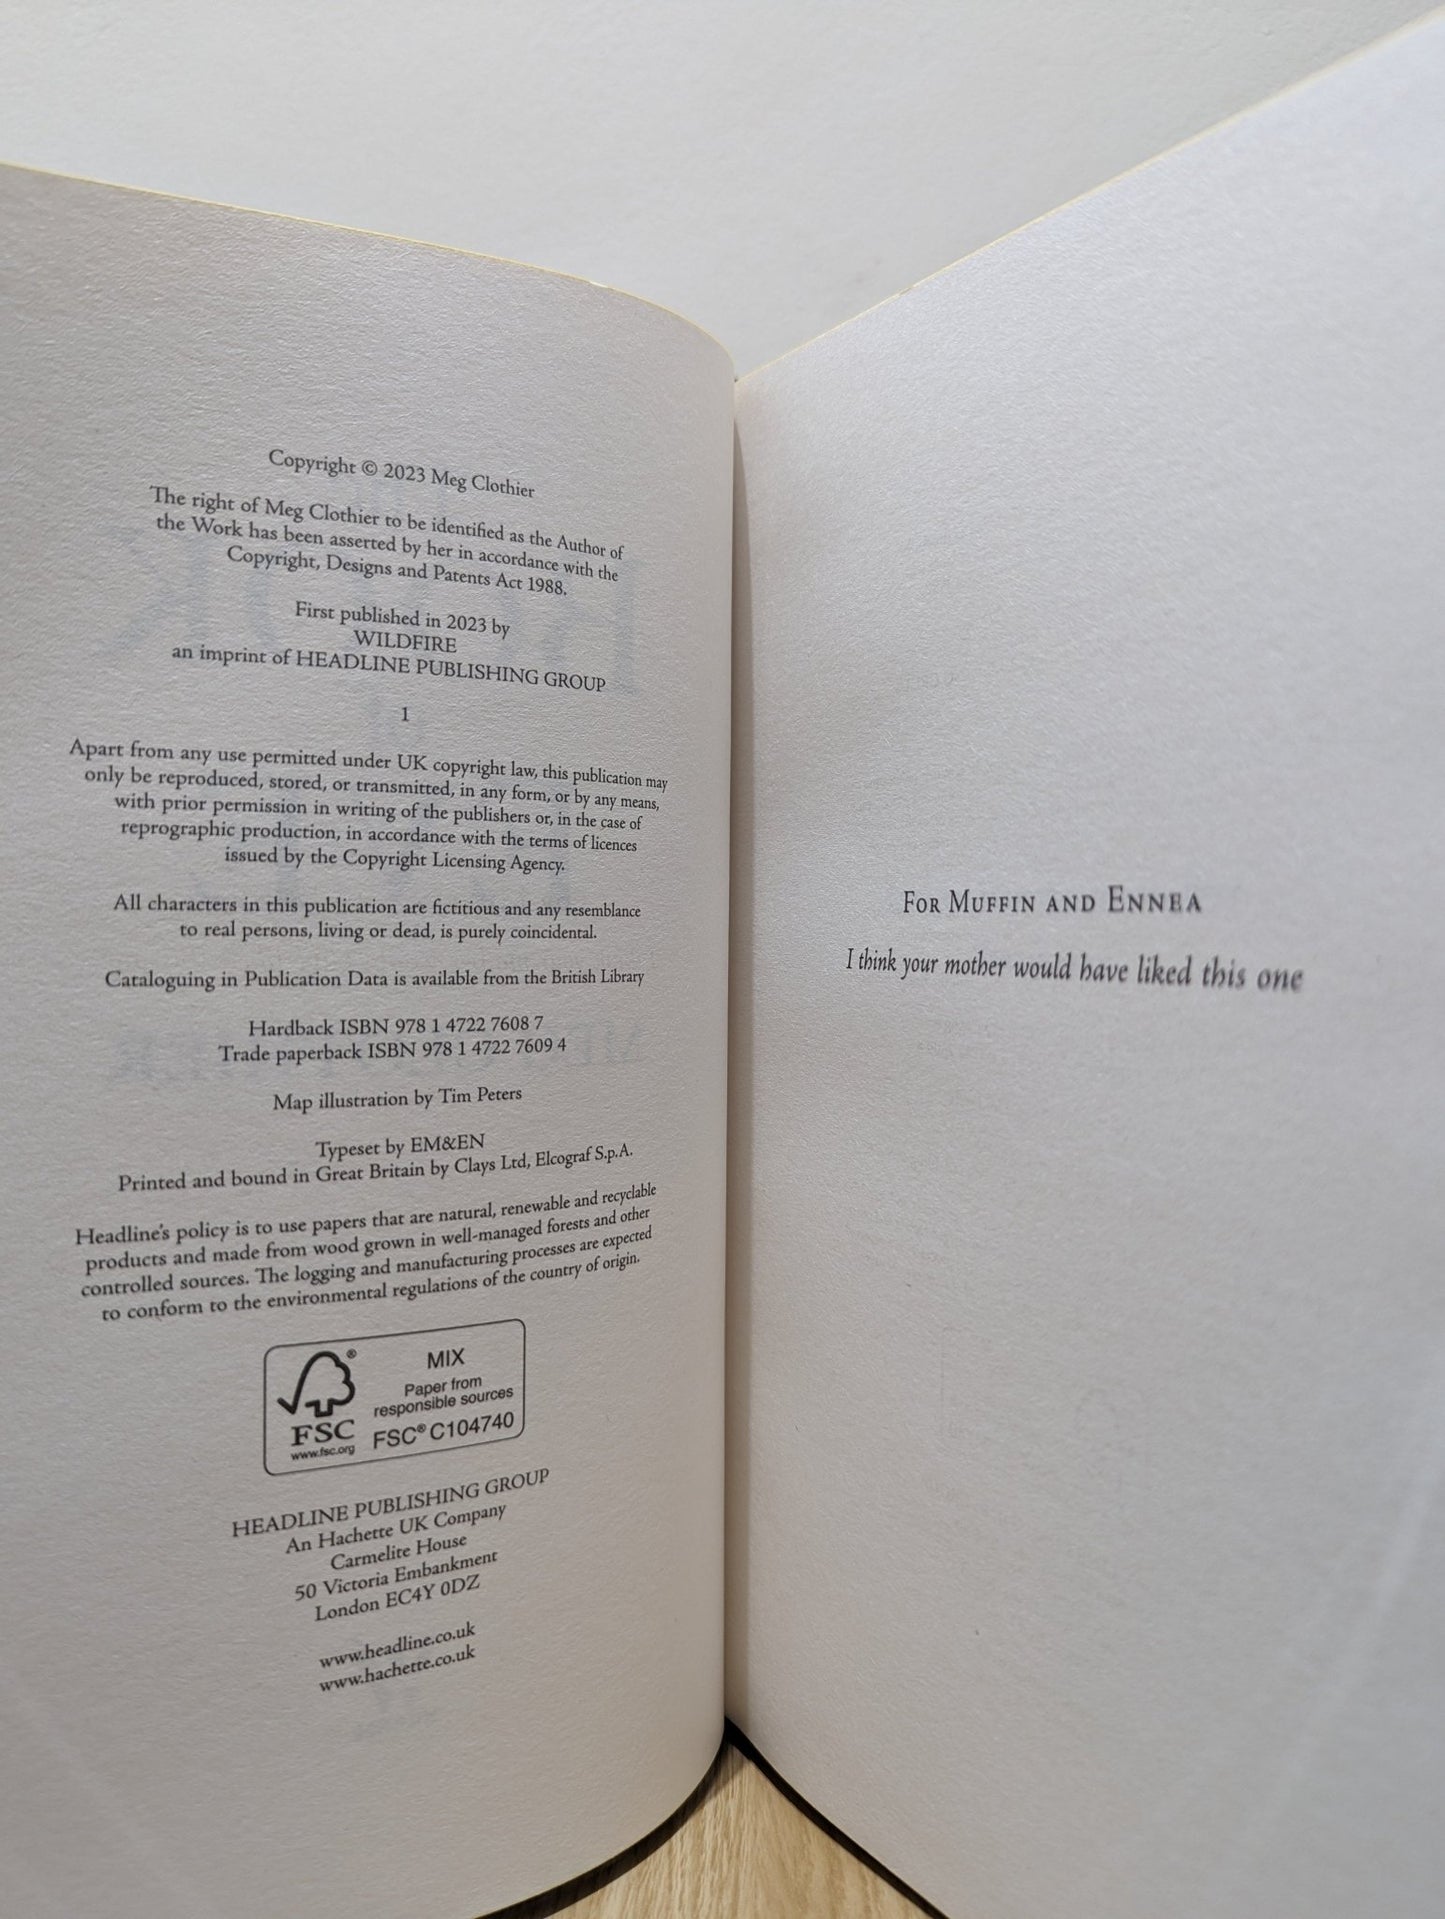 Copyright © 2023 Meg Clothier
The right of Meg Clothier to be identified as the Author of
the Work has been asserted by her in accordance with the
Copyright, Designs and Patents Act 1988.
First published in 2023 by
WILDFIRE
an imprint of HEADLINE PUBLISHING GROUP
1
Apart from any use permitted under UK copyright law, this publication may
only be reproduced, stored, or transmitted, in any form, or by any means,
with prior permission in writing of the publishers or, in the case of
reprographic production, in accordance with the terms of licences
issued by the Copyright Licensing Agency.
All characters in this publication are fictitious and any resemblance
to real persons, living or dead, is purely coincidental.
Cataloguing in Publication Data is available from the British Library
Hardback ISBN 978 1 4722 7608 7
Trade paperback ISBN 978 1 4722 7609 4
Map illustration by Tim Peters
Typeset by EM&EN
Printed and bound in Great Britain by Clays Ltd, Elcograf S.p.A.
Headline's policy is to use papers that are natural, renewable and recyclable
products and made from wood grown in well-managed forests and other
controlled sources. The logging and manufacturing processes are expected
to conform to the environmental regulations of the country of origin.
FSC
www.fsc.org
MIX
Paper from
responsible sources
FSC® C104740
HEADLINE PUBLISHING GROUP
An Hachette UK Company
Carmelite House
50 Victoria Embankment
London EC4Y 0DZ
www.headline.co.uk
www.hachette.co.uk
FOR MUFFIN AND ENNEA
I think your mother would have liked this one